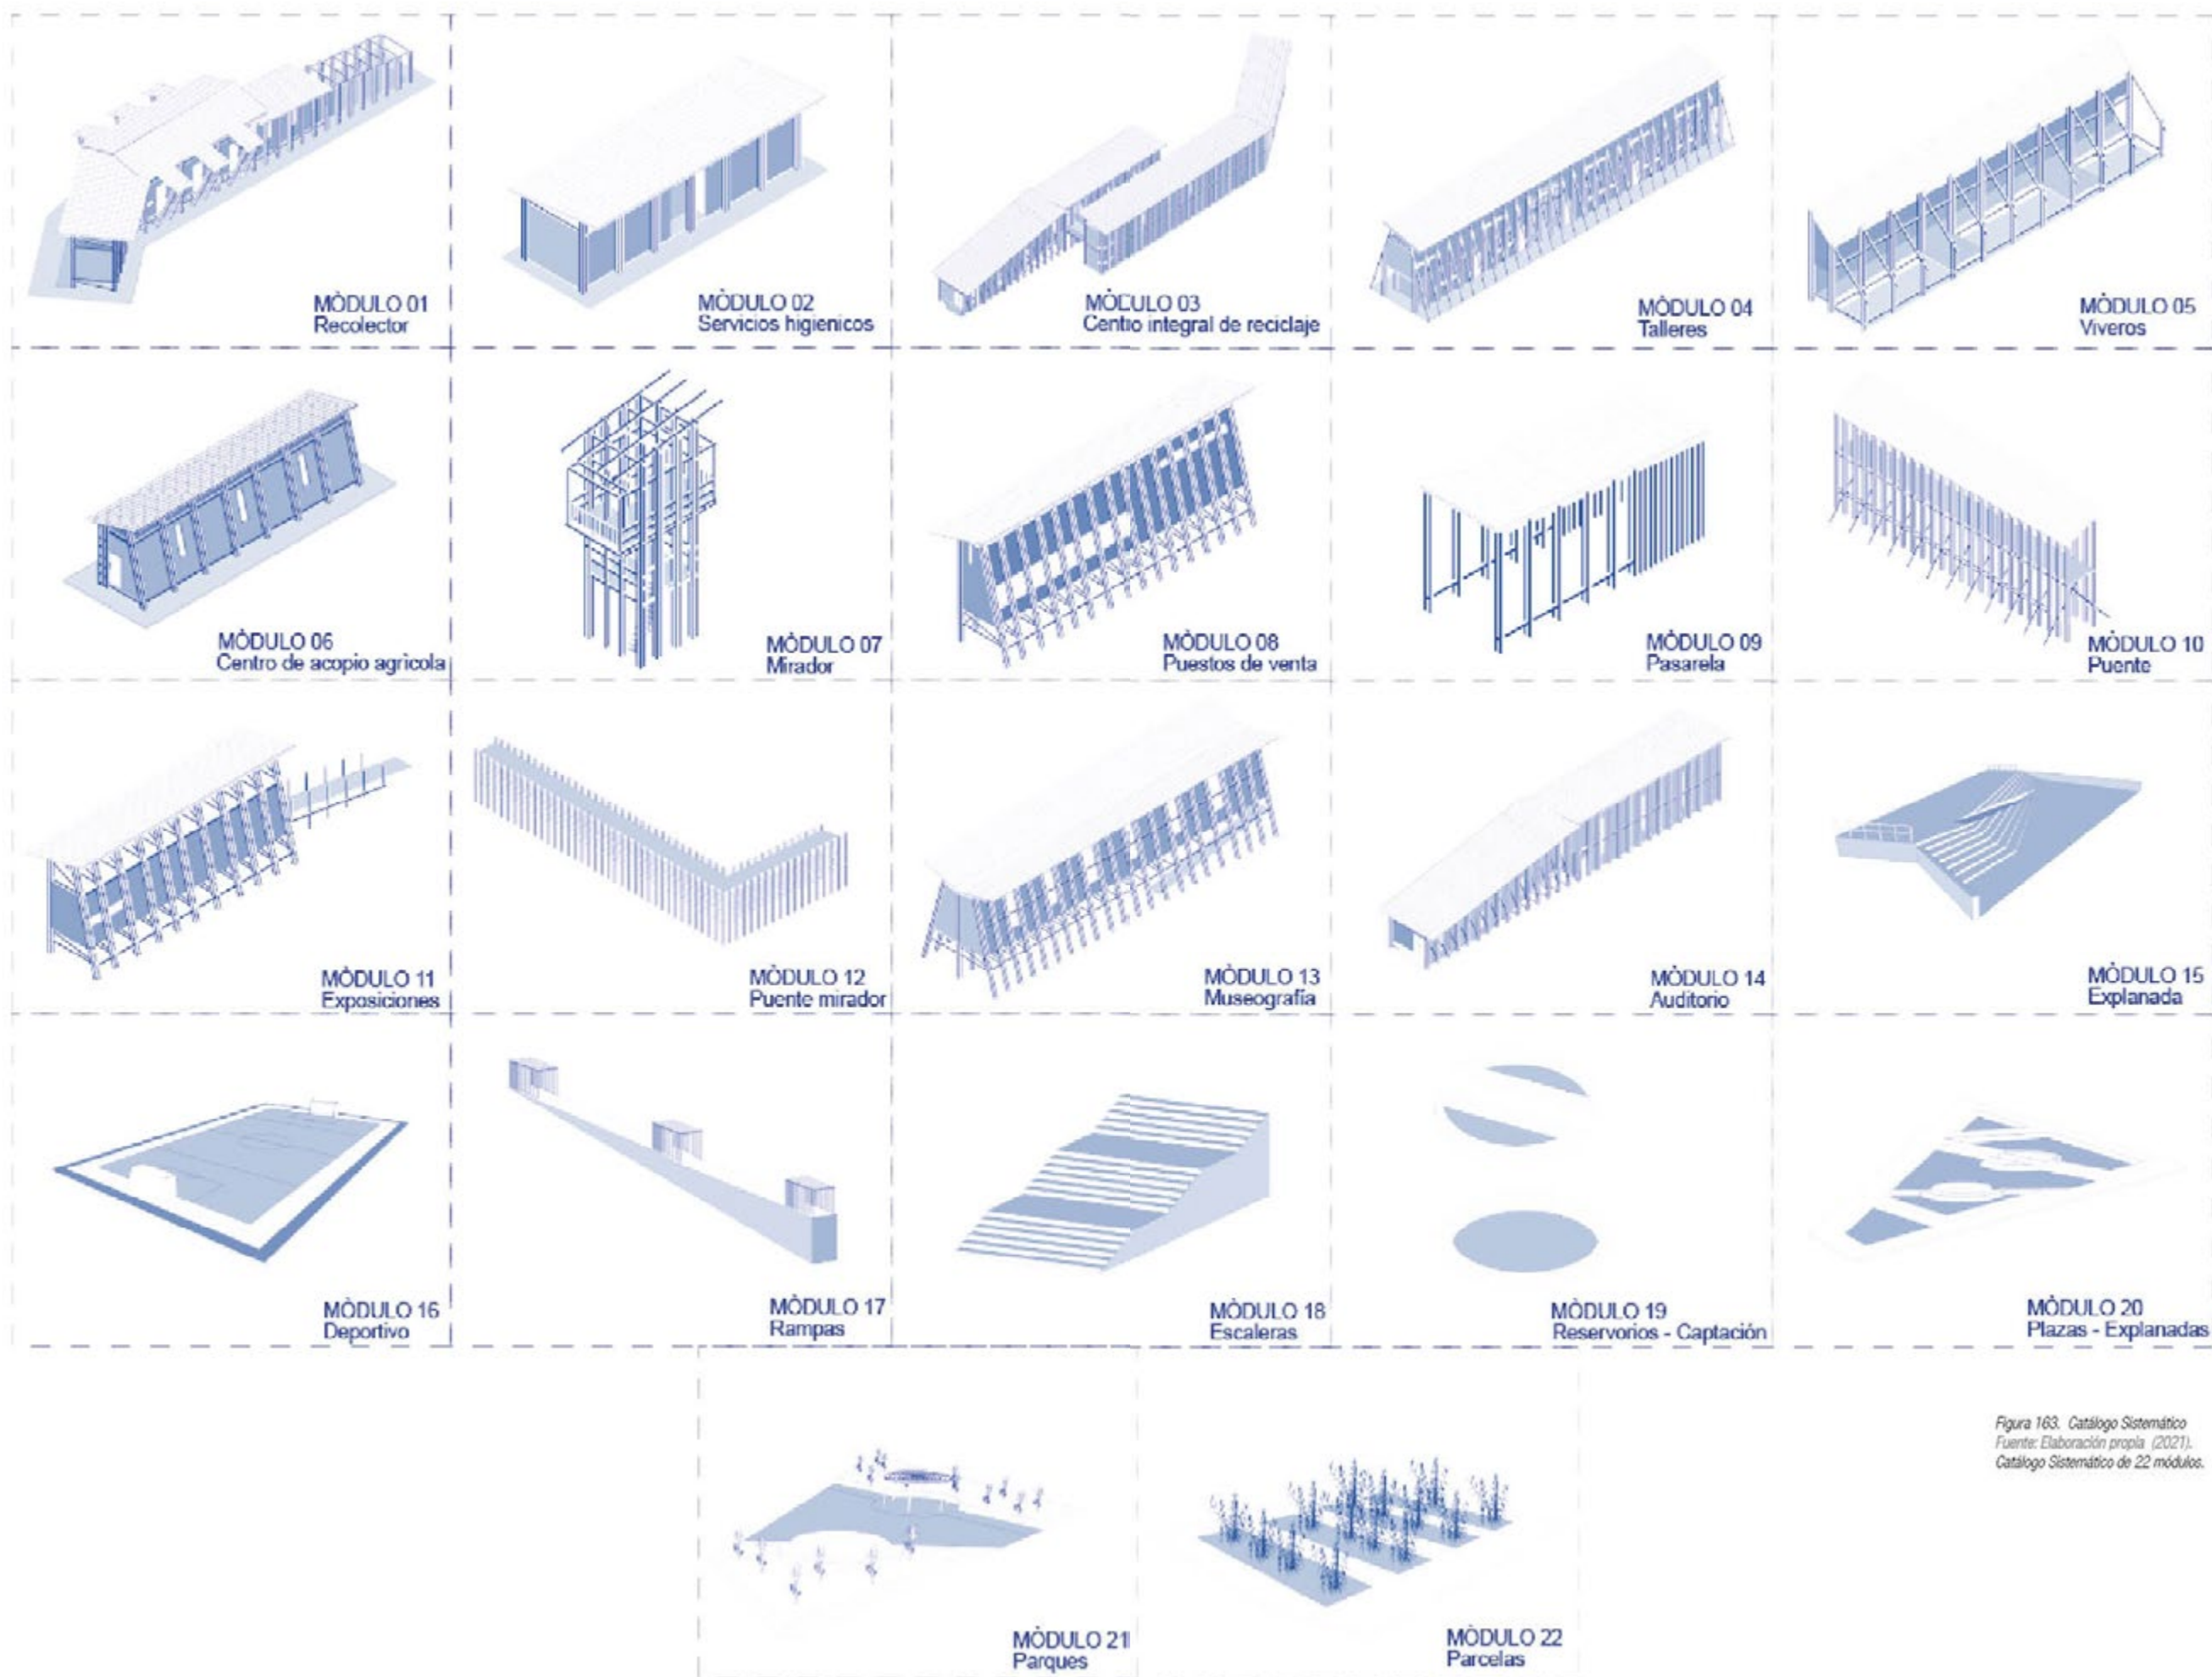 MÒDULO 01
Recolector
MÒDULO 02
Servicios higienicos
MÒDULO 03
Centro integral de reciclaje
MÒDULO 04
Talleres
MÒDULO 05
Viveros
MÒDULO 06
Centro de acopio agricola
MÒDULO 07
Mirador
MÒDULO 08
Puestos de venta
MÒDULO 09
Pasarela
MÒDULO 10
Puente
MÒDULO 11
Exposiciones
MÒDULO 12
Puente mirador
MÒDULO 13
Museografía
MÒDULO 14
Auditorio
MÒDULO 15
Explanada
MÒDULO 16
Deportivo
MÒDULO 17
Rampas
MÒDULO 18
Escaleras
MÒDULO 19
Reservorios - Captación
MÒDULO 20
Plazas - Explanadas
MÒDULO 21
Parques
MÒDULO 22
Parcelas
Figura 163. Catálogo Sistemático
Fuente: Elaboración propia (2021).
Catálogo Sistemático de 22 módulos.